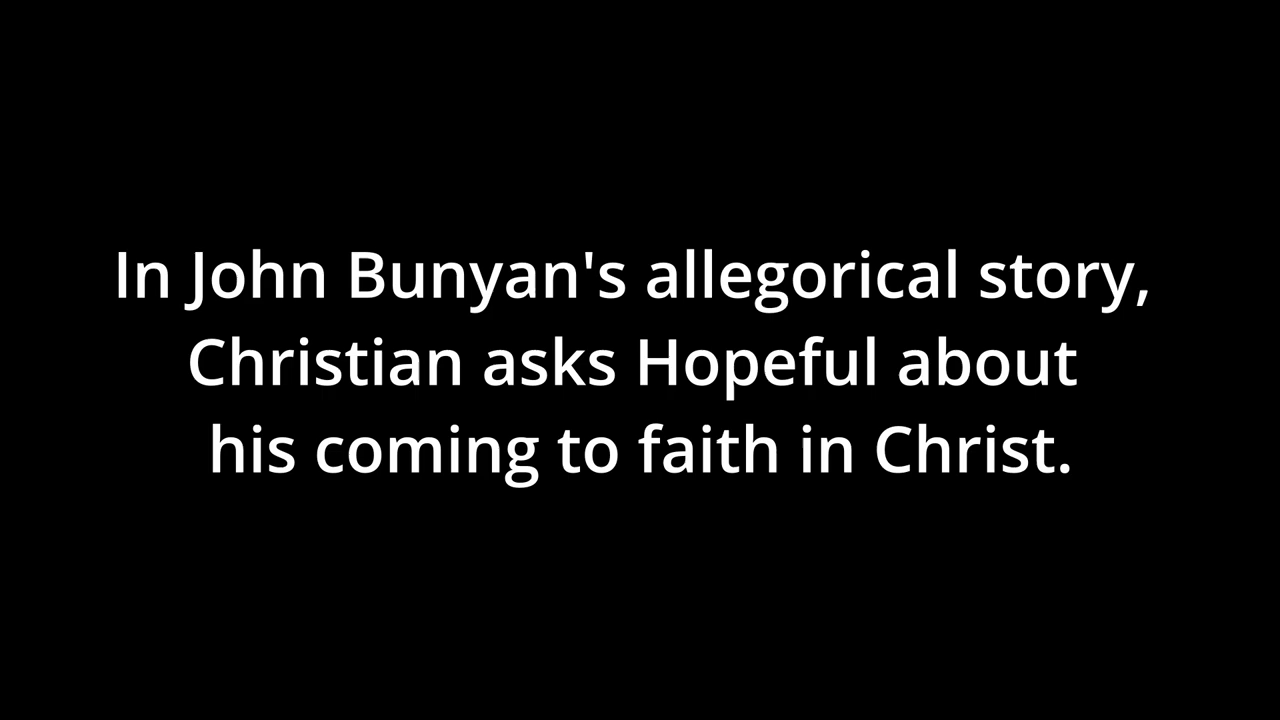 In John Bunyan's allegorical story,
Christian asks Hopeful about
his coming to faith in Christ.